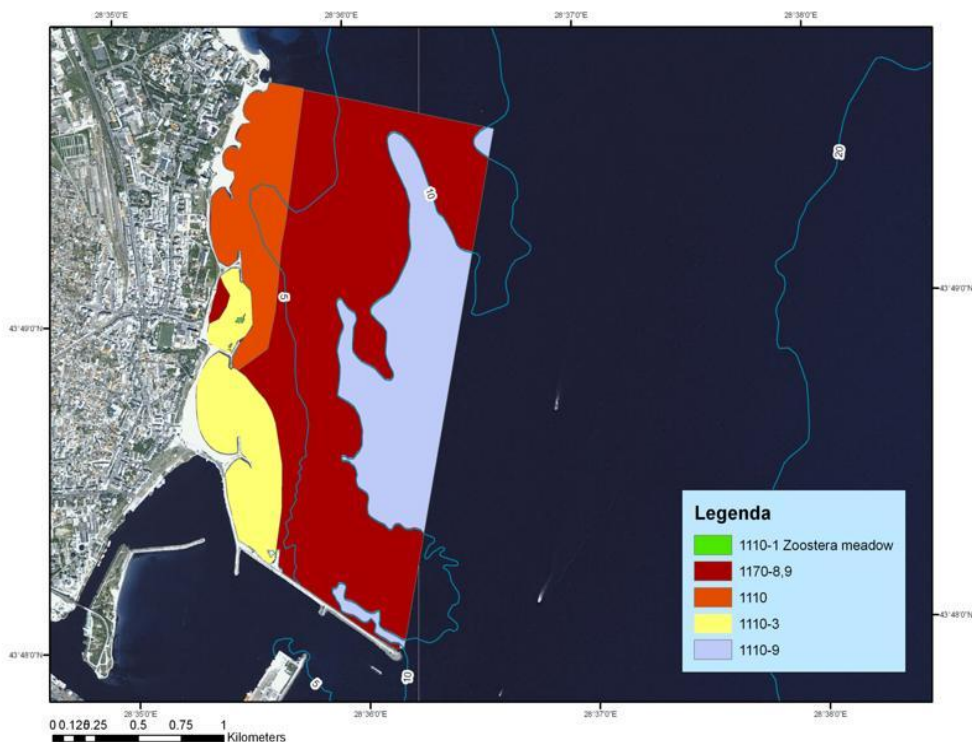 28°35'0"E 28°36'0"E 28°37'0"E 28°38'0"E
20
10
5
43°49'0"N
43°49'0"N
Legenda
1110-1 Zoostera meadow
1170-8,9
1110
1110-3
1110-9
43°48'0"N
43°48'0"N
5
10
28°35'0"E 28°36'0"E 28°37'0"E 28°38'0"E
0 0.125 0.25 0.5 0.75 1
Kilometers